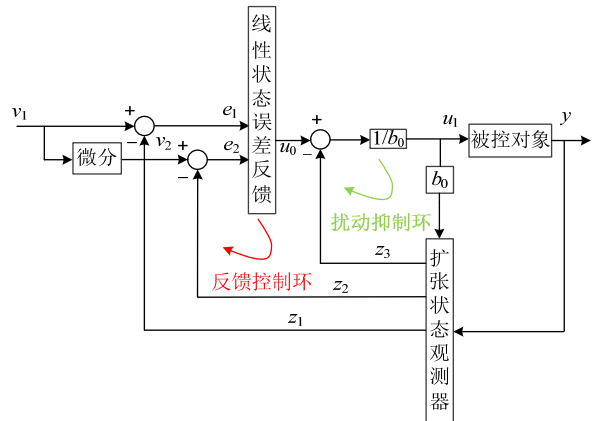 线性状态误差反馈
v1
+
−
e1
v2
微分
+
−
e2
u0
+
−
1/b0
u1
被控对象
y
b0
扰动抑制环
反馈控制环
z3
z2
z1
扩张状态观测器